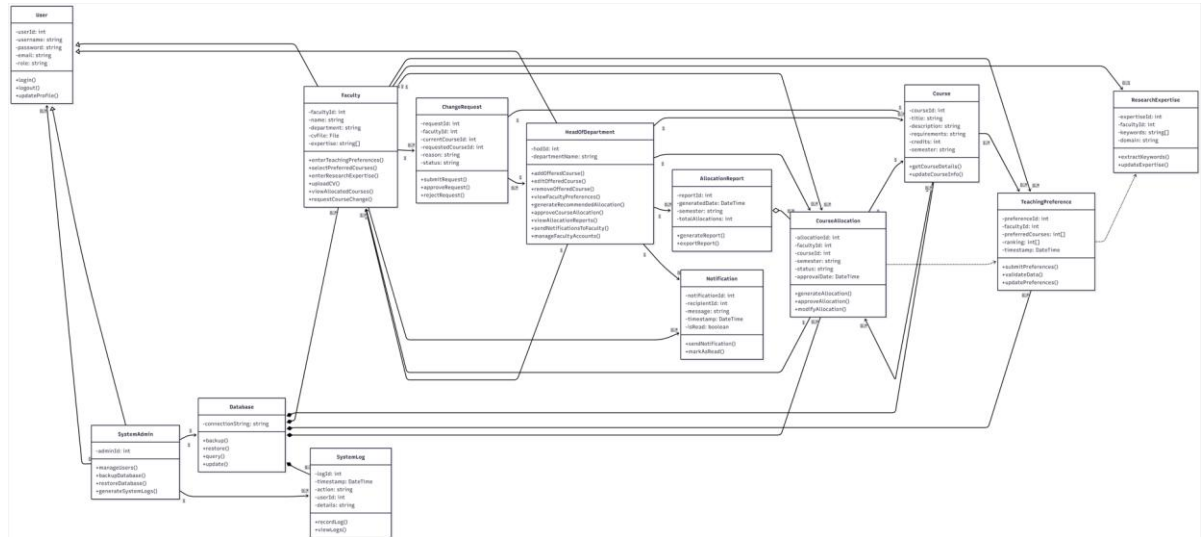 User
-userId: int
-username: string
-password: string
-email: string
-role: string
+login()
+logout()
+updateProfile()
Faculty
-facultyId: int
-name: string
-department: string
-cvFile: File
-expertise: string[]
+enterTeachingPreferences()
+selectPreferredCourses()
+enterResearchExpertise()
+uploadCV()
+viewAllocatedCourses()
+requestCourseChange()
ChangeRequest
-requestId: int
-facultyId: int
-currentCourseId: int
-requestedCourseId: int
-reason: string
-status: string
+submitRequest()
+approveRequest()
+rejectRequest()
HeadOfDepartment
-hodId: int
-departmentName: string
+addOfferedCourse()
+editOfferedCourse()
+removeOfferedCourse()
+viewFacultyPreferences()
+generateRecommendedAllocation()
+approveCourseAllocation()
+viewAllocationReports()
+sendNotificationsToFaculty()
+manageFacultyAccounts()
AllocationReport
-reportId: int
-generatedDate: DateTime
-semester: string
-totalAllocations: int
+generateReport()
+exportReport()
Notification
-notificationId: int
-recipientId: int
-message: string
-timestamp: DateTime
-isRead: boolean
+sendNotification()
+markAsRead()
CourseAllocation
-allocationId: int
-facultyId: int
-courseId: int
-semester: string
-status: string
-approvalDate: DateTime
+generateAllocation()
+approveAllocation()
+modifyAllocation()
Course
-courseId: int
-title: string
-description: string
-requirements: string
-credits: int
-semester: string
+getCourseDetails()
+updateCourseInfo()
TeachingPreference
-preferenceId: int
-facultyId: int
-preferredCourses: int[]
-ranking: int[]
-timestamp: DateTime
+submitPreferences()
+validateData()
+updatePreferences()
ResearchExpertise
-expertiseId: int
-facultyId: int
-keywords: string[]
-domain: string
+extractKeywords()
+updateExpertise()
SystemAdmin
-adminId: int
+manageUsers()
+backupDatabase()
+restoreDatabase()
+generateSystemLogs()
Database
-connectionString: string
+backup()
+restore()
+query()
+update()
SystemLog
-logId: int
-timestamp: DateTime
-action: string
-userId: int
-details: string
+recordLog()
+viewLogs()